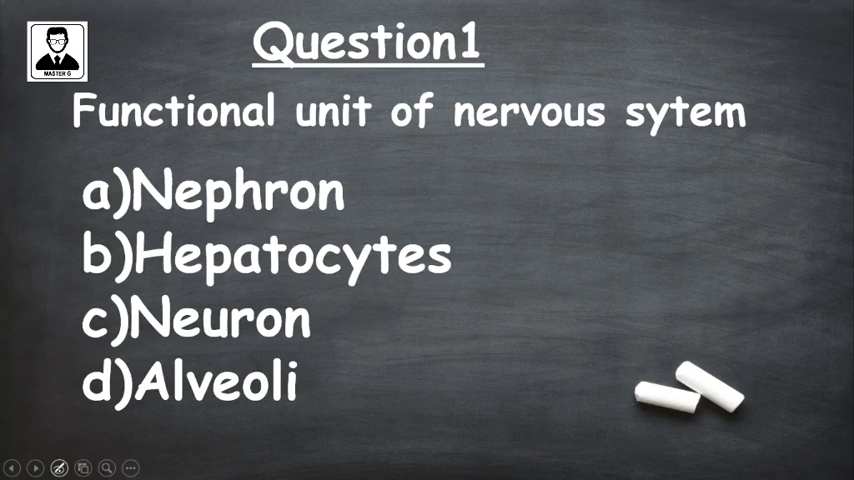 MASTER G
Question1
Functional unit of nervous sytem
a)Nephron
b)Hepatocytes
c)Neuron
d)Alveoli